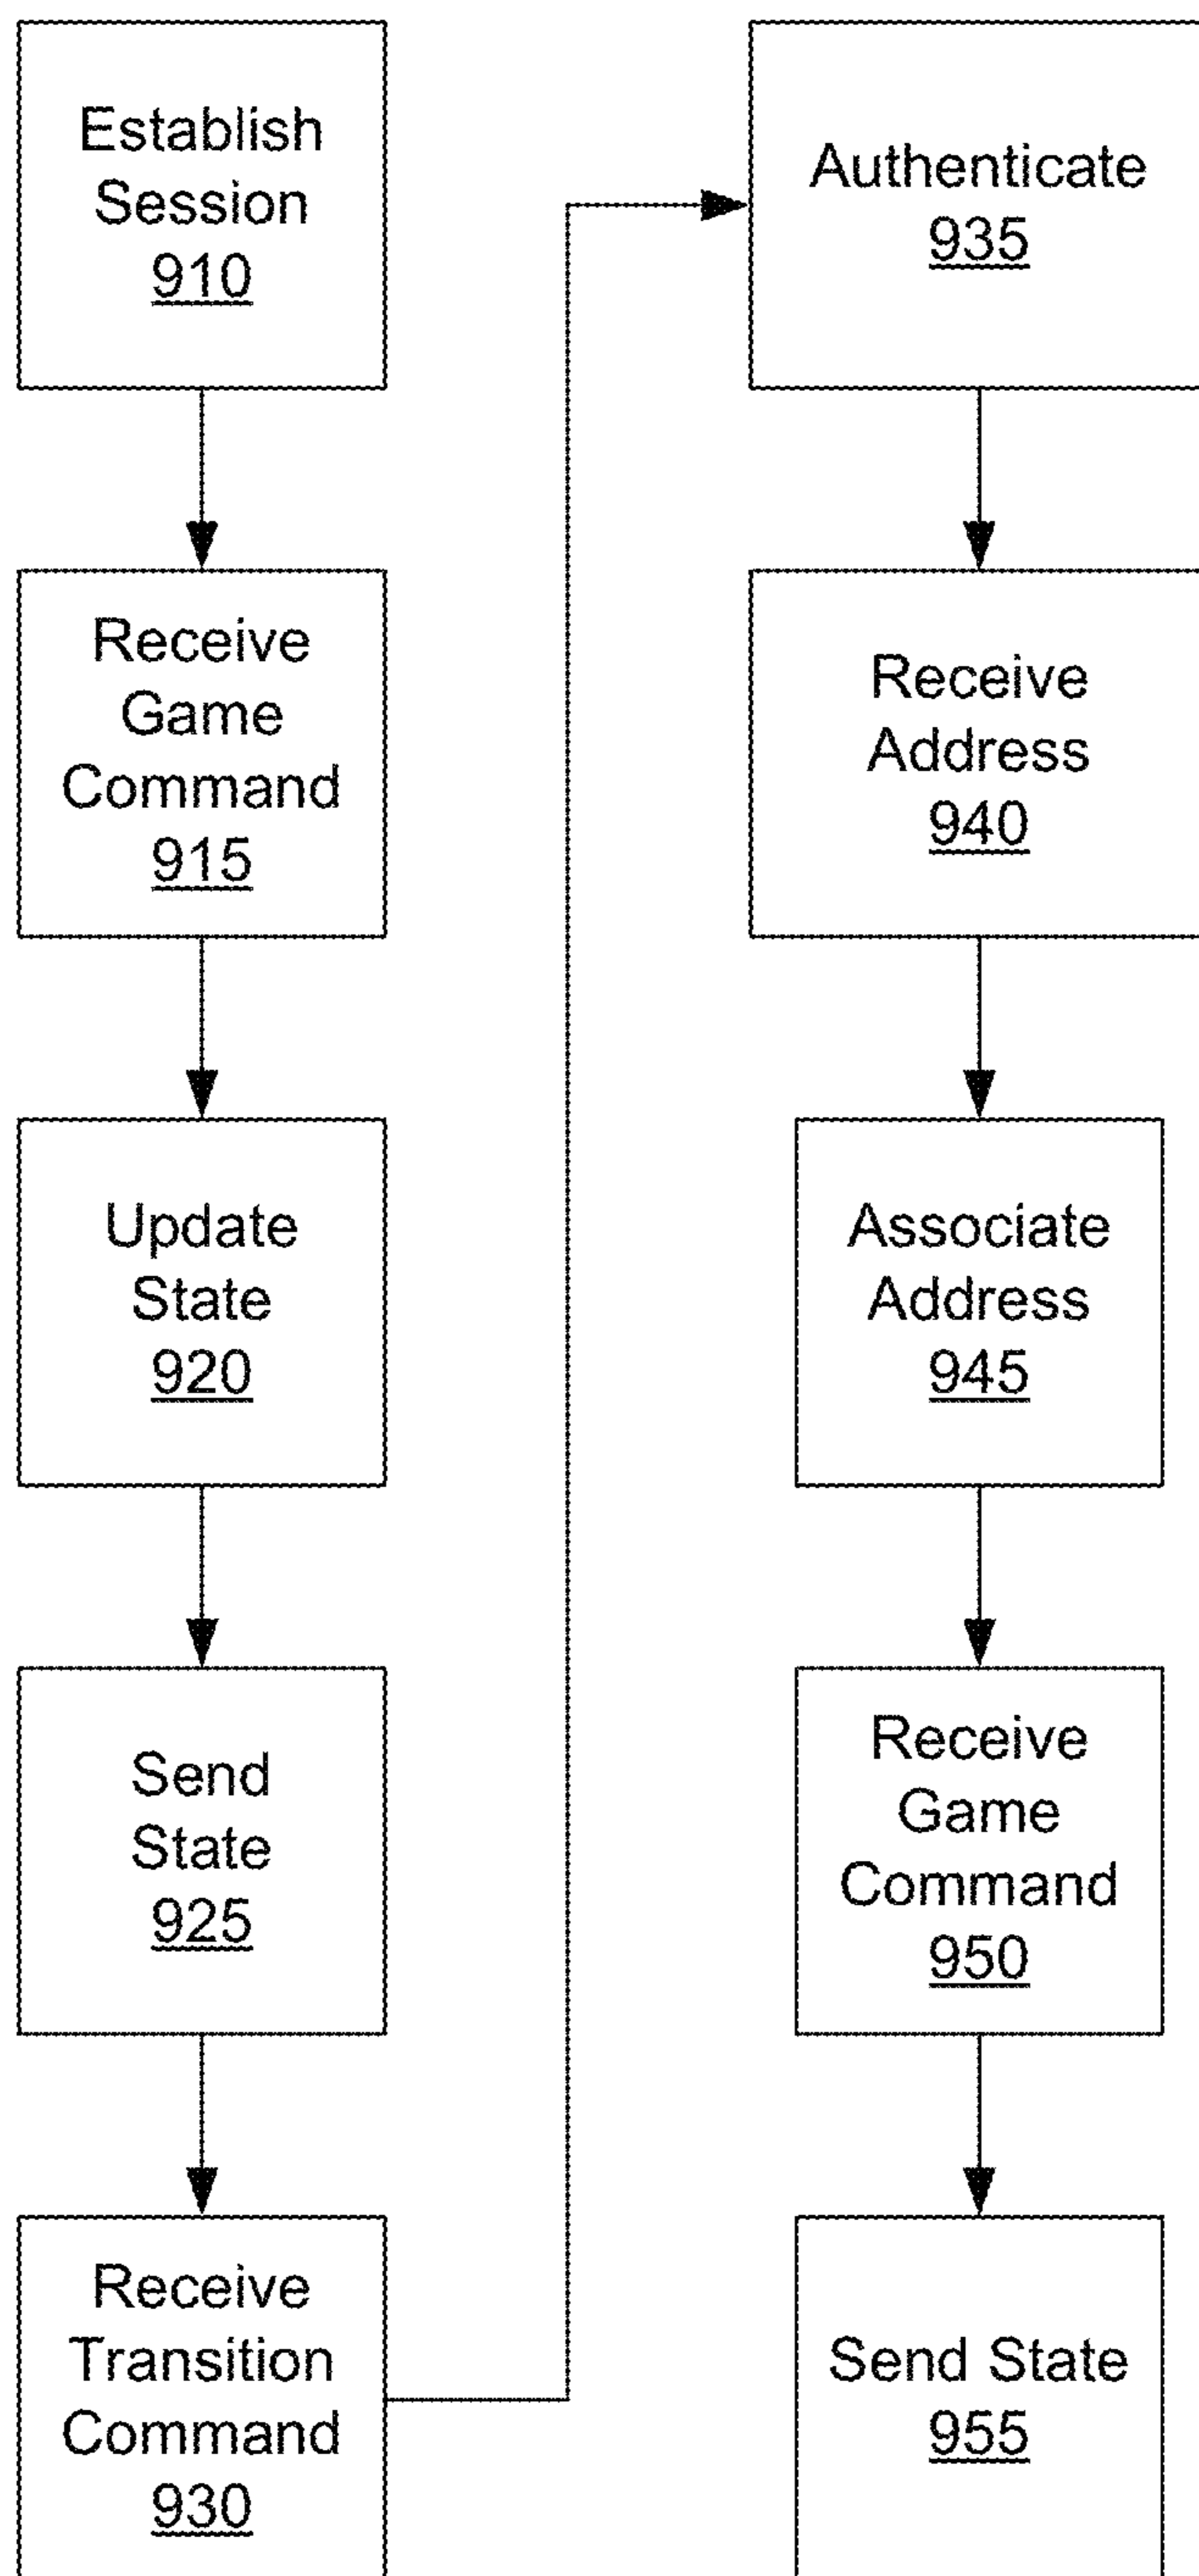 Establish
Session
910
Receive
Game
Command
915
Update
State
920
Send
State
925
Receive
Transition
Command
930
Authenticate
935
Receive
Address
940
Associate
Address
945
Receive
Game
Command
950
Send State
955